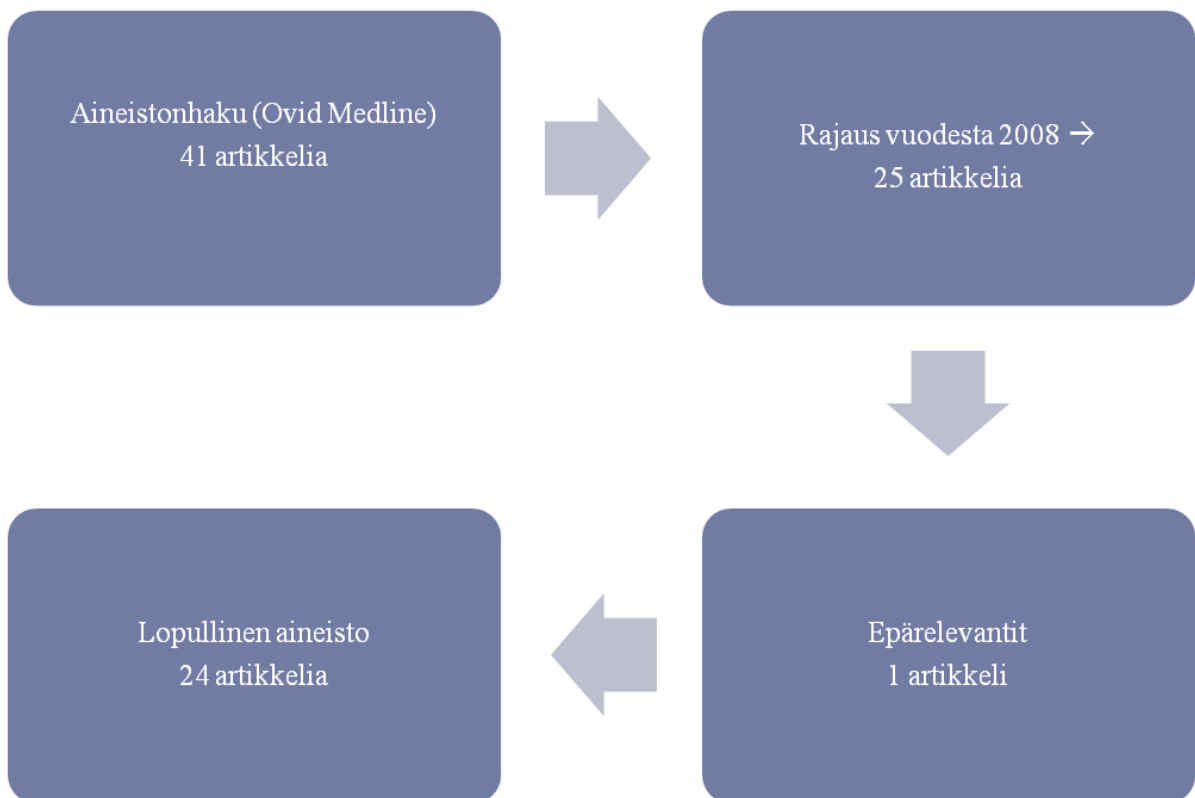 Aineistonhaku (Ovid Medline)
41 artikkelia
Rajaus vuodesta 2008 →
25 artikkelia
Epärelevantit
1 artikkeli
Lopullinen aineisto
24 artikkelia